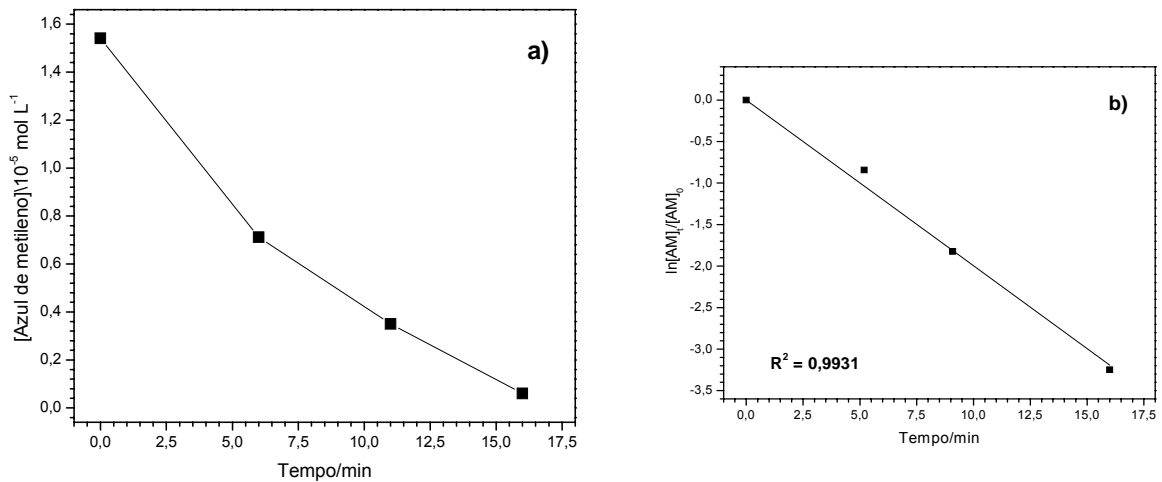 a)
[Azul de metileno]\10^-5 mol L^-1
1,6
1,4
1,2
1,0
0,8
0,6
0,4
0,2
0,0
0,0 2,5 5,0 7,5 10,0 12,5 15,0 17,5
Tempo/min
b)
ln[AM]t/[AM]0
0,0
-0,5
-1,0
-1,5
-2,0
-2,5
-3,0
-3,5
R² = 0,9931
0,0 2,5 5,0 7,5 10,0 12,5 15,0 17,5
Tempo/min